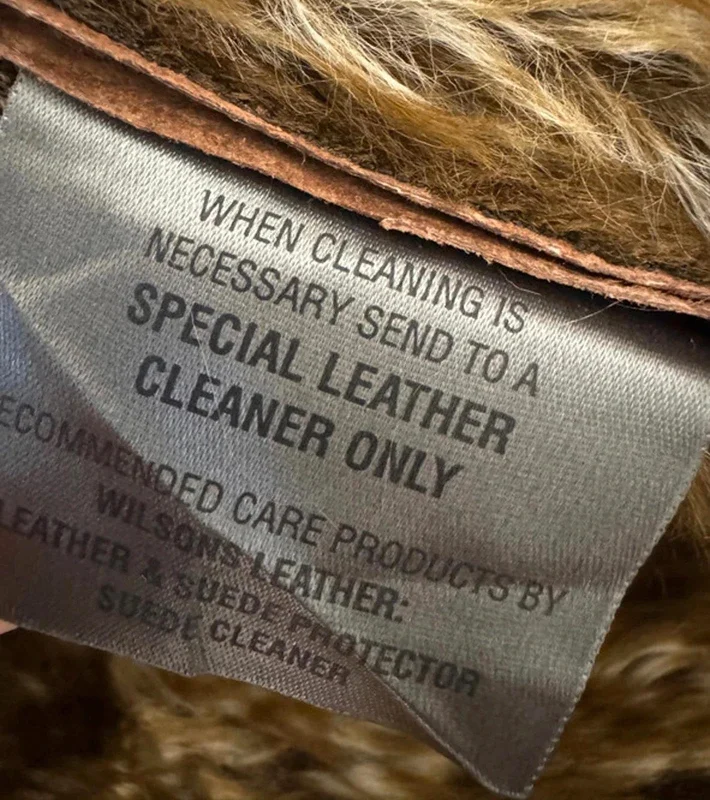 WHEN CLEANING IS
NECESSARY SEND TO A
SPECIAL LEATHER
CLEANER ONLY
ECOMMENDED CARE PRODUCTS BY
WILSONS LEATHER:
LEATHER & SUEDE PROTECTOR
SUEDE CLEANER